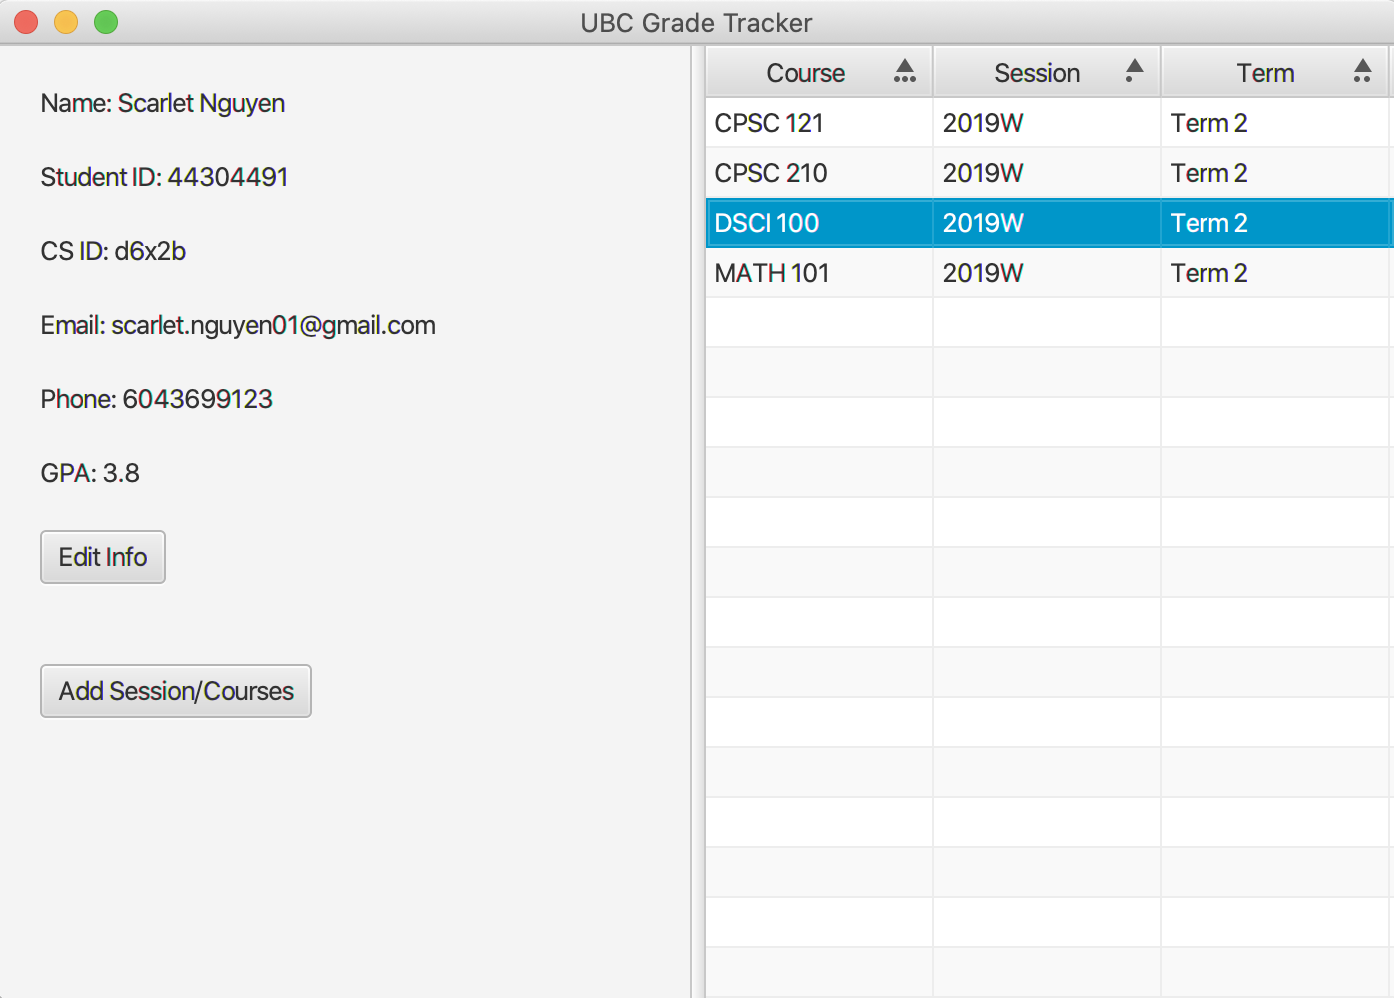 UBC Grade Tracker
Name: Scarlet Nguyen
Student ID: 44304491
CS ID: d6x2b
Email: scarlet.nguyen01@gmail.com
Phone: 6043699123
GPA: 3.8
Edit Info
Add Session/Courses
Course Session Term
CPSC 121 2019W Term 2
CPSC 210 2019W Term 2
DSCI 100 2019W Term 2
MATH 101 2019W Term 2